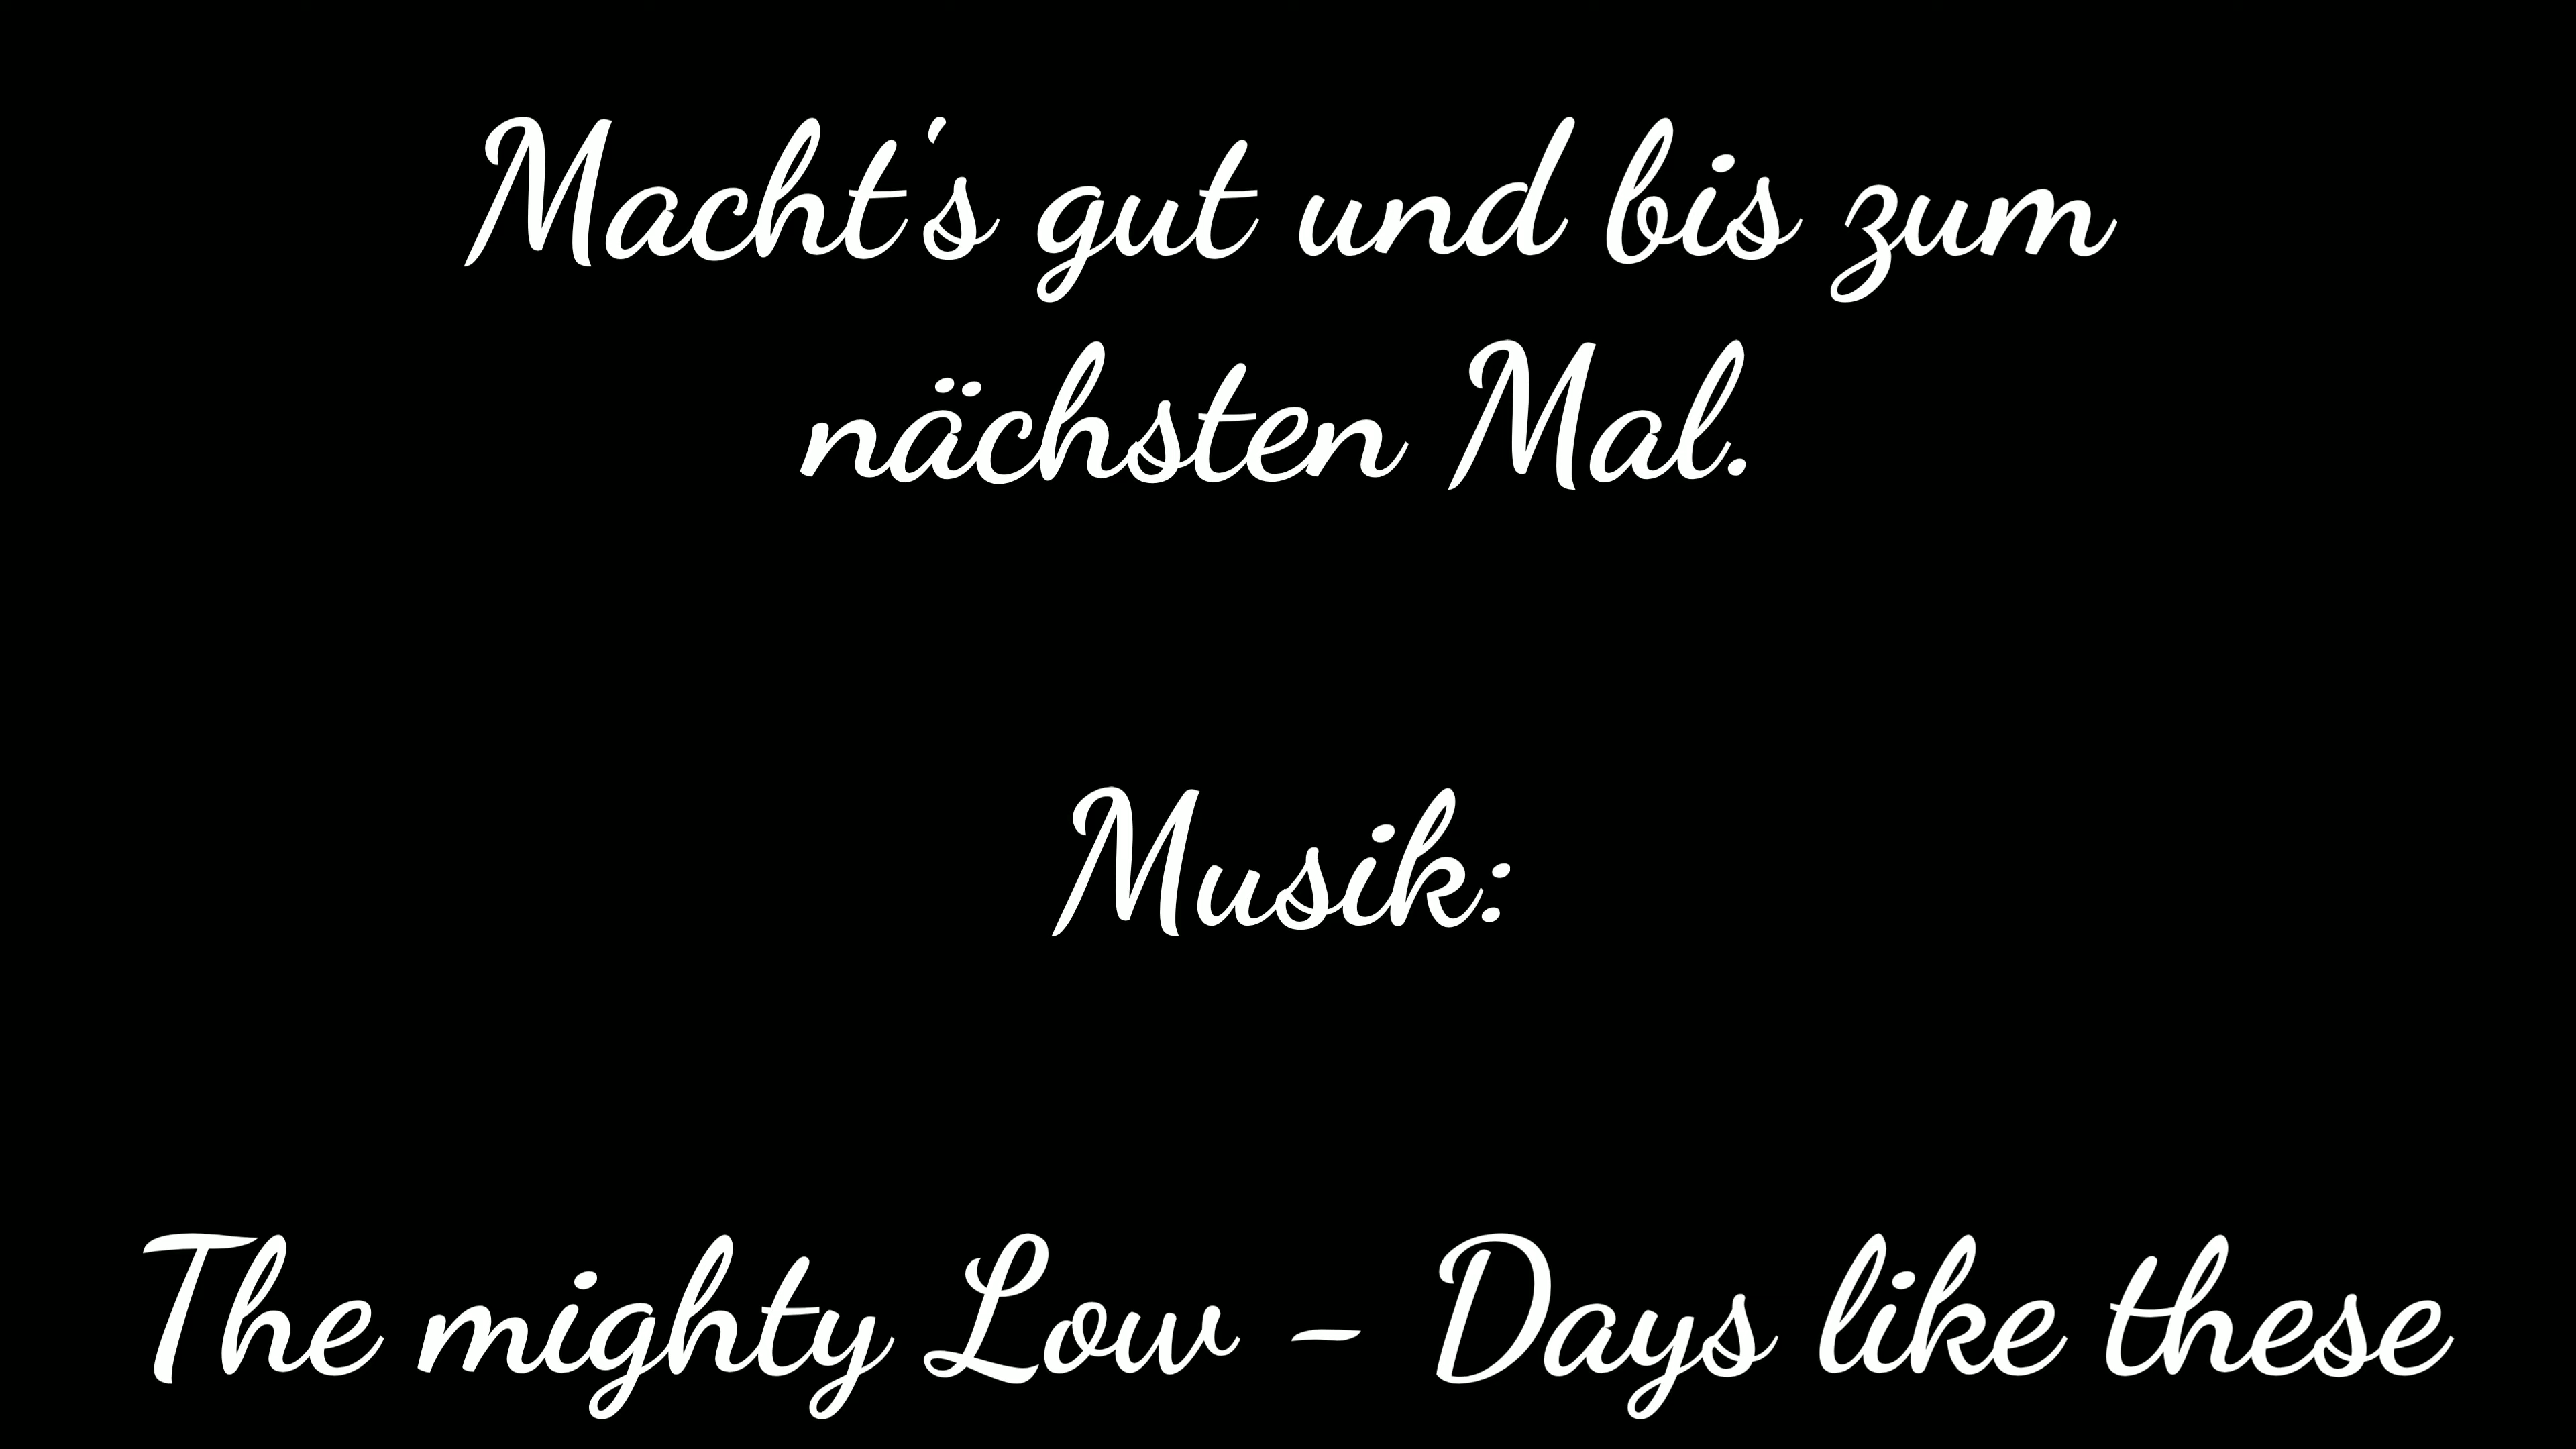 Macht's gut und bis zum
nächsten Mal.
Musik:
The mighty Low - Days like these